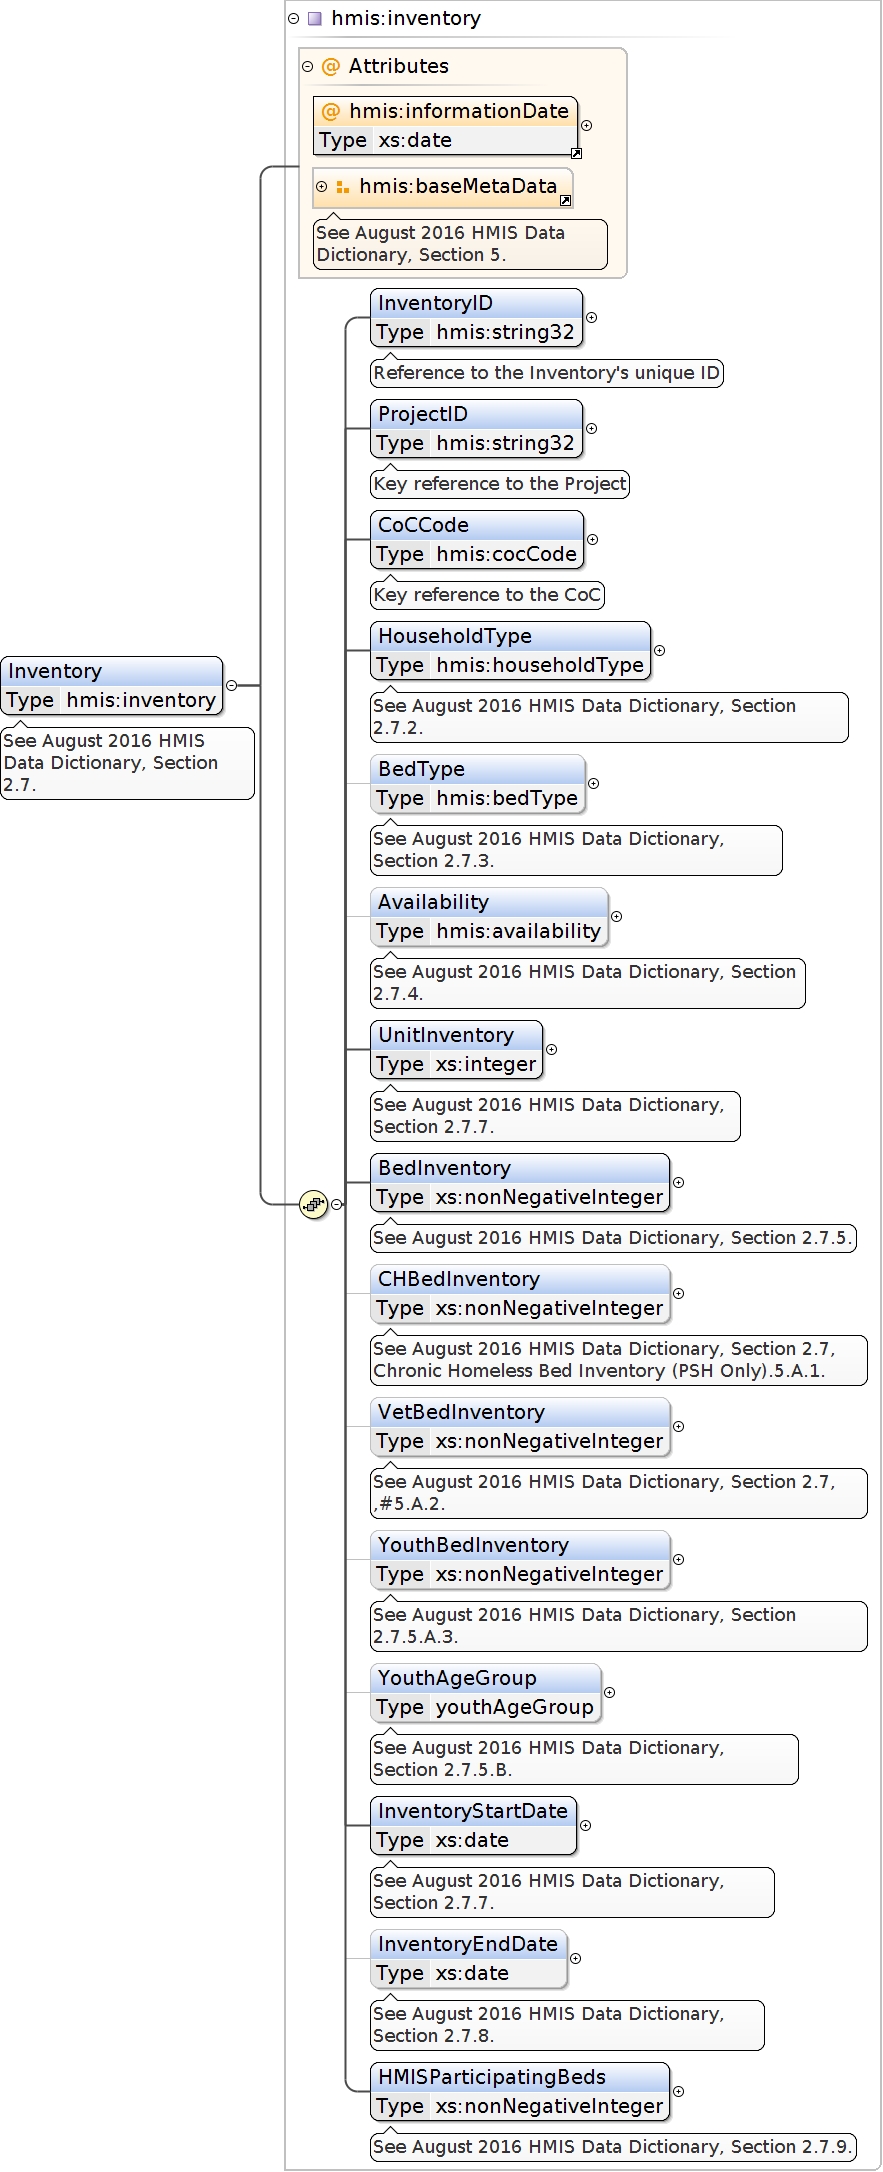 hmis:inventory
@ Attributes
@ hmis:informationDate
Type xs:date
hmis:baseMetaData
See August 2016 HMIS Data
Dictionary, Section 5.
InventoryID
Type hmis:string32
Reference to the Inventory's unique ID
ProjectID
Type hmis:string32
Key reference to the Project
CoCCode
Type hmis:cocCode
Key reference to the CoC
HouseholdType
Type hmis:householdType
See August 2016 HMIS Data Dictionary, Section
2.7.2.
Inventory
Type hmis:inventory
See August 2016 HMIS
Data Dictionary, Section
2.7.
BedType
Type hmis:bedType
See August 2016 HMIS Data Dictionary,
Section 2.7.3.
Availability
Type hmis:availability
See August 2016 HMIS Data Dictionary, Section
2.7.4.
UnitInventory
Type xs:integer
See August 2016 HMIS Data Dictionary,
Section 2.7.7.
BedInventory
Type xs:nonNegativeInteger
See August 2016 HMIS Data Dictionary, Section 2.7.5.
CHBedInventory
Type xs:nonNegativeInteger
See August 2016 HMIS Data Dictionary, Section 2.7,
Chronic Homeless Bed Inventory (PSH Only).5.A.1.
VetBedInventory
Type xs:nonNegativeInteger
See August 2016 HMIS Data Dictionary, Section 2.7,
,#5.A.2.
YouthBedInventory
Type xs:nonNegativeInteger
See August 2016 HMIS Data Dictionary, Section
2.7.5.A.3.
YouthAgeGroup
Type youthAgeGroup
See August 2016 HMIS Data Dictionary,
Section 2.7.5.B.
InventoryStartDate
Type xs:date
See August 2016 HMIS Data Dictionary,
Section 2.7.7.
InventoryEndDate
Type xs:date
See August 2016 HMIS Data Dictionary,
Section 2.7.8.
HMISParticipatingBeds
Type xs:nonNegativeInteger
See August 2016 HMIS Data Dictionary, Section 2.7.9.